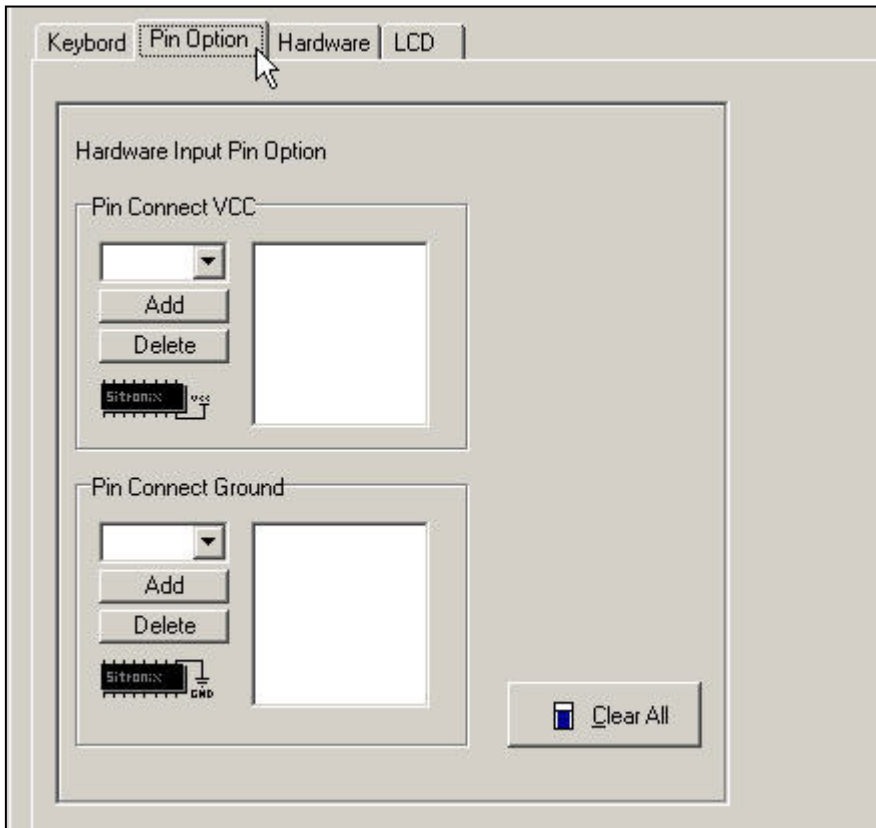 Keybord Pin Option Hardware LCD
Hardware Input Pin Option
Pin Connect VCC
Add
Delete
Sitronix vcc
Pin Connect Ground
Add
Delete
Sitronix GND
Clear All